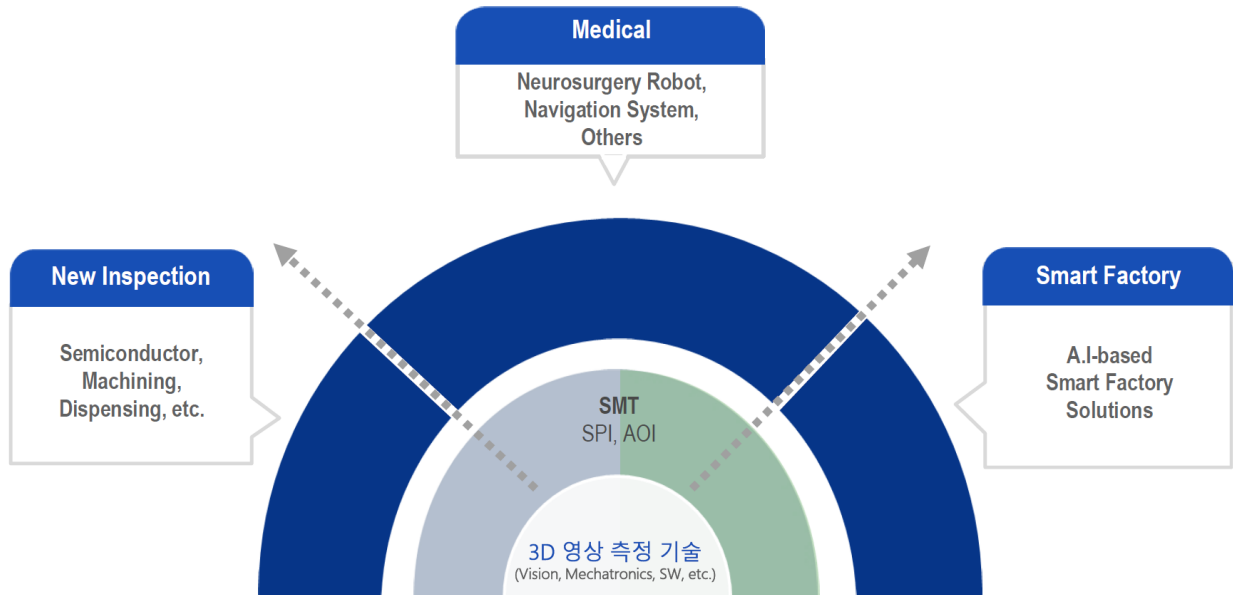 Medical
Neurosurgery Robot,
Navigation System,
Others
New Inspection
Semiconductor,
Machining,
Dispensing, etc.
Smart Factory
A.I-based
Smart Factory
Solutions
SMT
SPI, AOI
3D 영상 측정 기술
(Vision, Mechatronics, SW, etc.)